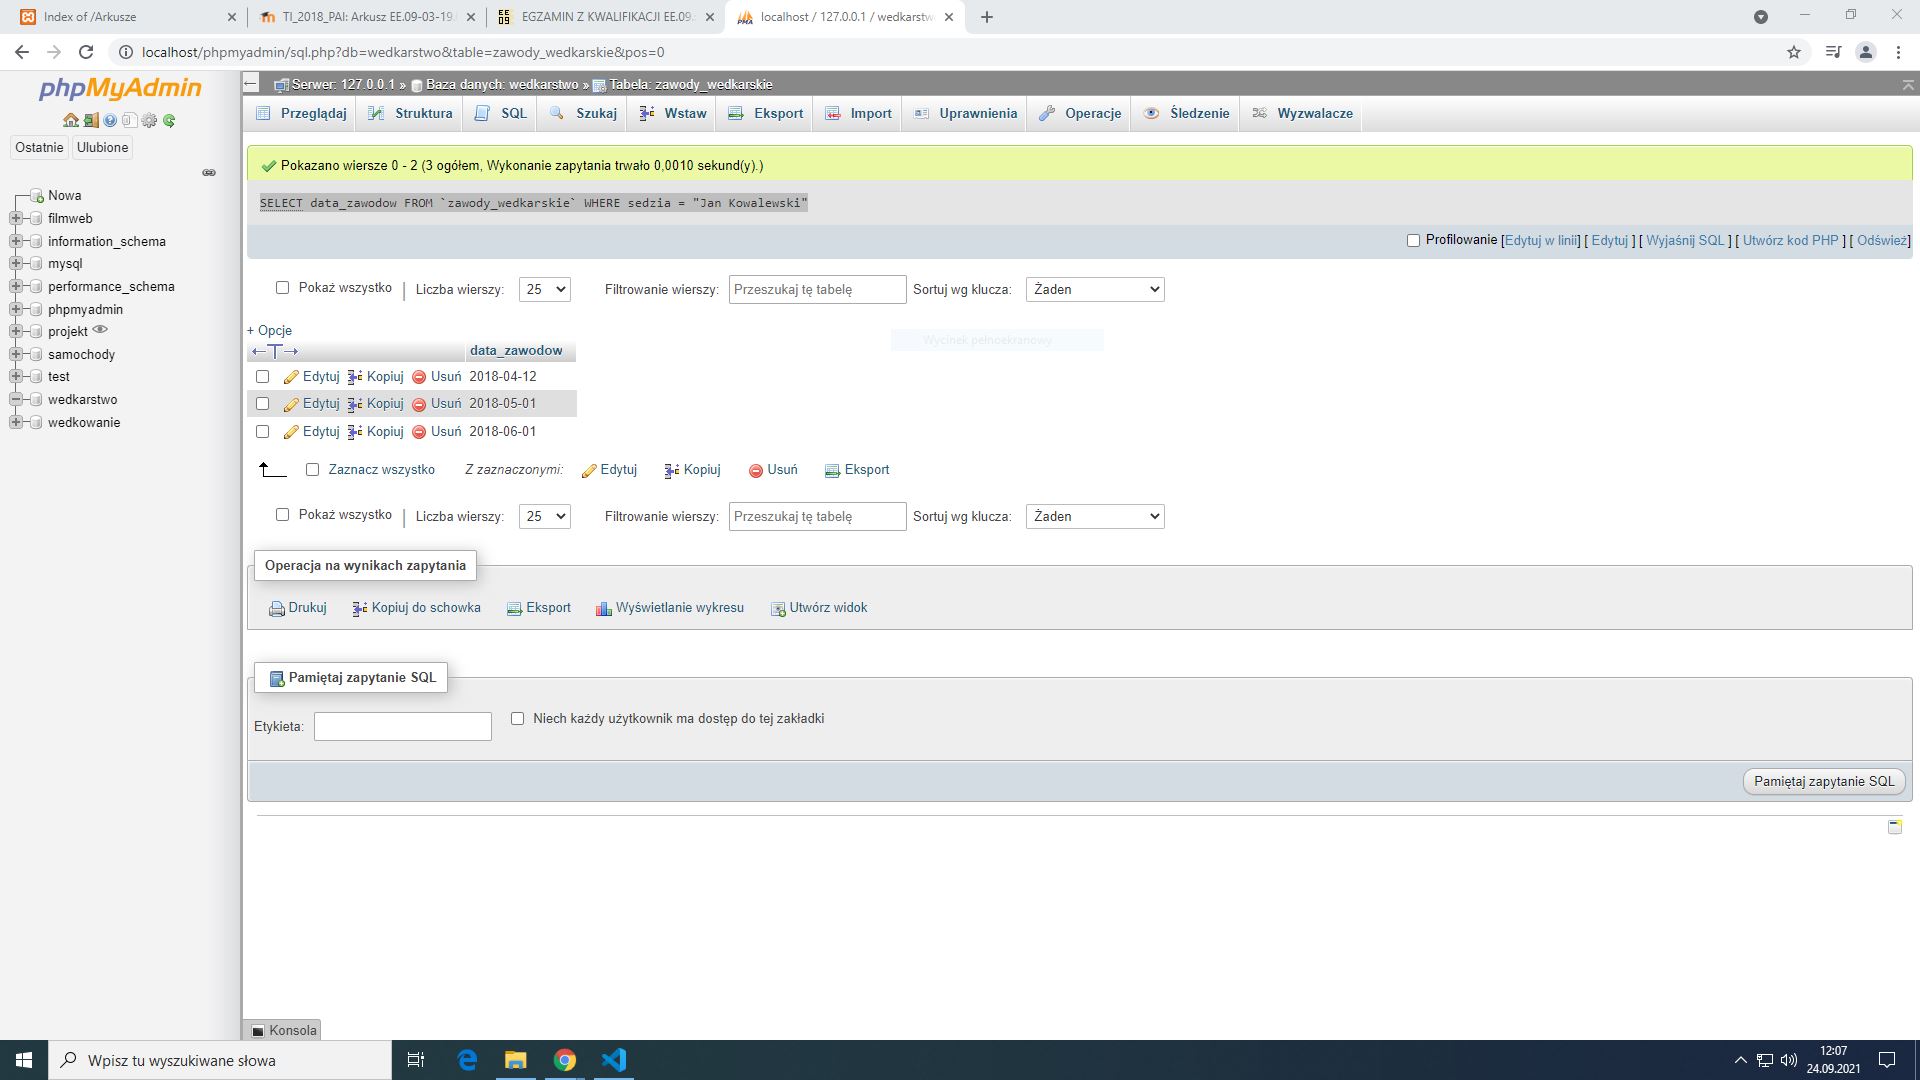 Index of /Arkusze
TI_2018_PAI: Arkusz EE.09-03-19.
EGZAMIN Z KWALIFIKACJI EE.09.
localhost / 127.0.0.1 / wedkarstw
localhost/phpmyadmin/sql.php?db=wedkarstwo&table=zawody_wedkarskie&pos=0
phpMyAdmin
Ostatnie
Ulubione
Nowa
filmweb
information_schema
mysql
performance_schema
phpmyadmin
projekt
samochody
test
wedkarstwo
wedkowanie
Serwer: 127.0.0.1 » Baza danych: wedkarstwo » Tabela: zawody_wedkarskie
Przeglądaj Struktura SQL Szukaj Wstaw Eksport Import Uprawnienia Operacje Śledzenie Wyzwalacze
Pokazano wiersze 0 - 2 (3 ogółem, Wykonanie zapytania trwało 0,0010 sekund(y).)
SELECT data_zawodow FROM `zawody_wedkarskie` WHERE sedzia = "Jan Kowalewski"
Profilowanie [Edytuj w linii] [ Edytuj ] [ Wyjaśnij SQL ] [ Utwórz kod PHP ] [ Odśwież]
Pokaż wszystko | Liczba wierszy: 25 Filtrowanie wierszy: Przeszukaj tę tabelę Sortuj wg klucza: Żaden
+ Opcje
Wycinek pełnoekranowy
←T→ data_zawodow
Edytuj Kopiuj Usuń 2018-04-12
Edytuj Kopiuj Usuń 2018-05-01
Edytuj Kopiuj Usuń 2018-06-01
Zaznacz wszystko Z zaznaczonymi: Edytuj Kopiuj Usuń Eksport
Pokaż wszystko | Liczba wierszy: 25 Filtrowanie wierszy: Przeszukaj tę tabelę Sortuj wg klucza: Żaden
Operacja na wynikach zapytania
Drukuj Kopiuj do schowka Eksport Wyświetlanie wykresu Utwórz widok
Pamiętaj zapytanie SQL
Etykieta: Niech każdy użytkownik ma dostęp do tej zakładki
Pamiętaj zapytanie SQL
Konsola
Wpisz tu wyszukiwane słowa
12:07
24.09.2021